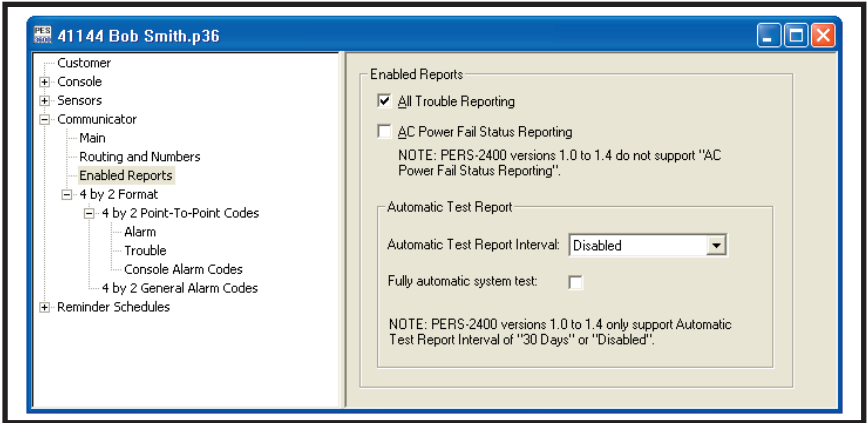 PES
3600
41144 Bob Smith.p36
Customer
Console
Sensors
Communicator
Main
Routing and Numbers
Enabled Reports
4 by 2 Format
4 by 2 Point-To-Point Codes
Alarm
Trouble
Console Alarm Codes
4 by 2 General Alarm Codes
Reminder Schedules
Enabled Reports
All Trouble Reporting
AC Power Fail Status Reporting
NOTE: PERS-2400 versions 1.0 to 1.4 do not support "AC
Power Fail Status Reporting".
Automatic Test Report
Automatic Test Report Interval: Disabled
Fully automatic system test:
NOTE: PERS-2400 versions 1.0 to 1.4 only support Automatic
Test Report Interval of "30 Days" or "Disabled".